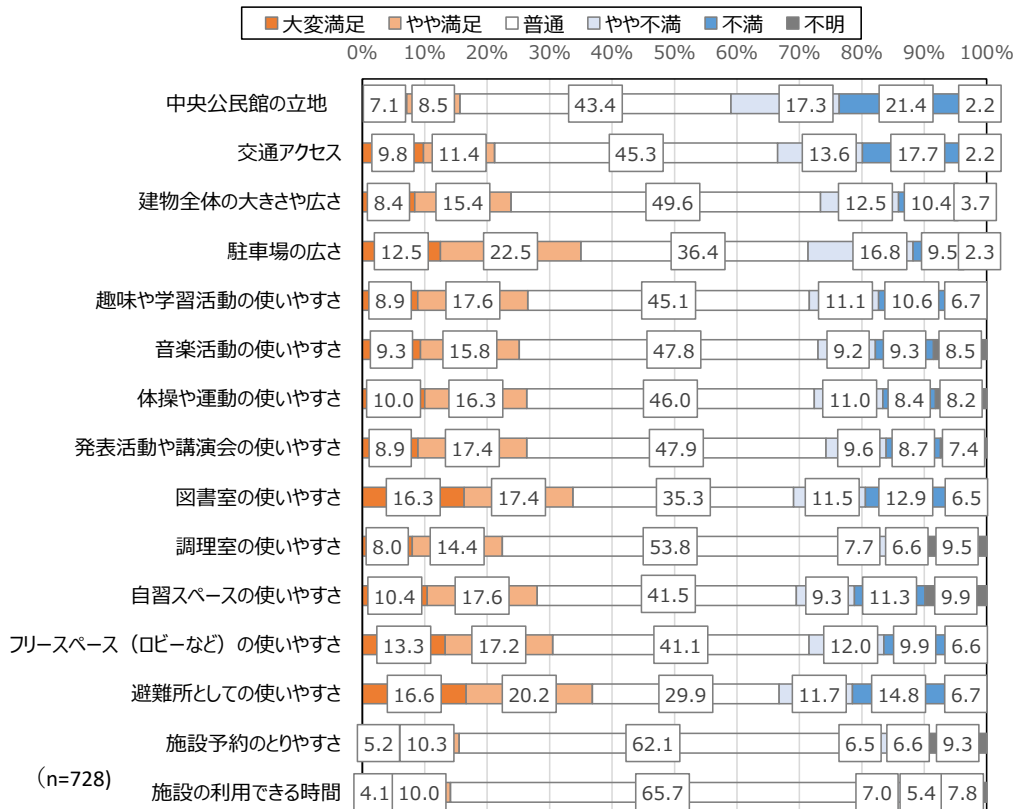 大変満足 やや満足 普通 やや不満 不満 不明
0% 10% 20% 30% 40% 50% 60% 70% 80% 90% 100%
中央公民館の立地 7.1 8.5 43.4 17.3 21.4 2.2
交通アクセス 9.8 11.4 45.3 13.6 17.7 2.2
建物全体の大きさや広さ 8.4 15.4 49.6 12.5 10.4 3.7
駐車場の広さ 12.5 22.5 36.4 16.8 9.5 2.3
趣味や学習活動の使いやすさ 8.9 17.6 45.1 11.1 10.6 6.7
音楽活動の使いやすさ 9.3 15.8 47.8 9.2 9.3 8.5
体操や運動の使いやすさ 10.0 16.3 46.0 11.0 8.4 8.2
発表活動や講演会の使いやすさ 8.9 17.4 47.9 9.6 8.7 7.4
図書室の使いやすさ 16.3 17.4 35.3 11.5 12.9 6.5
調理室の使いやすさ 8.0 14.4 53.8 7.7 6.6 9.5
自習スペースの使いやすさ 10.4 17.6 41.5 9.3 11.3 9.9
フリースペース（ロビーなど）の使いやすさ 13.3 17.2 41.1 12.0 9.9 6.6
避難所としての使いやすさ 16.6 20.2 29.9 11.7 14.8 6.7
施設予約のとりやすさ 5.2 10.3 62.1 6.5 6.6 9.3
（n=728)
施設の利用できる時間 4.1 10.0 65.7 7.0 5.4 7.8